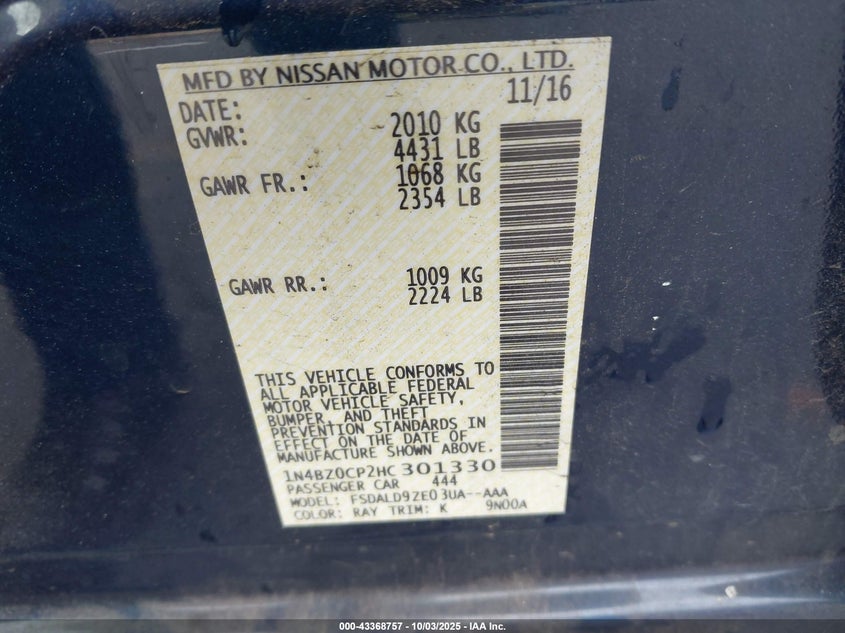 MFD BY NISSAN MOTOR CO., LTD.
DATE: 11/16
GVWR: 2010 KG
4431 LB
GAWR FR.: 1068 KG
2354 LB
GAWR RR.: 1009 KG
2224 LB
THIS VEHICLE CONFORMS TO
ALL APPLICABLE FEDERAL
MOTOR VEHICLE SAFETY,
BUMPER, AND THEFT
PREVENTION STANDARDS IN
EFFECT ON THE DATE OF
MANUFACTURE SHOWN ABOVE.
1N4BZ0CP2HC301330
PASSENGER CAR 444
MODEL: FSDALD9ZE03UA--AAA
COLOR: RAY TRIM: K 9N00A
000-43368757 - 10/03/2025 - IAA Inc.